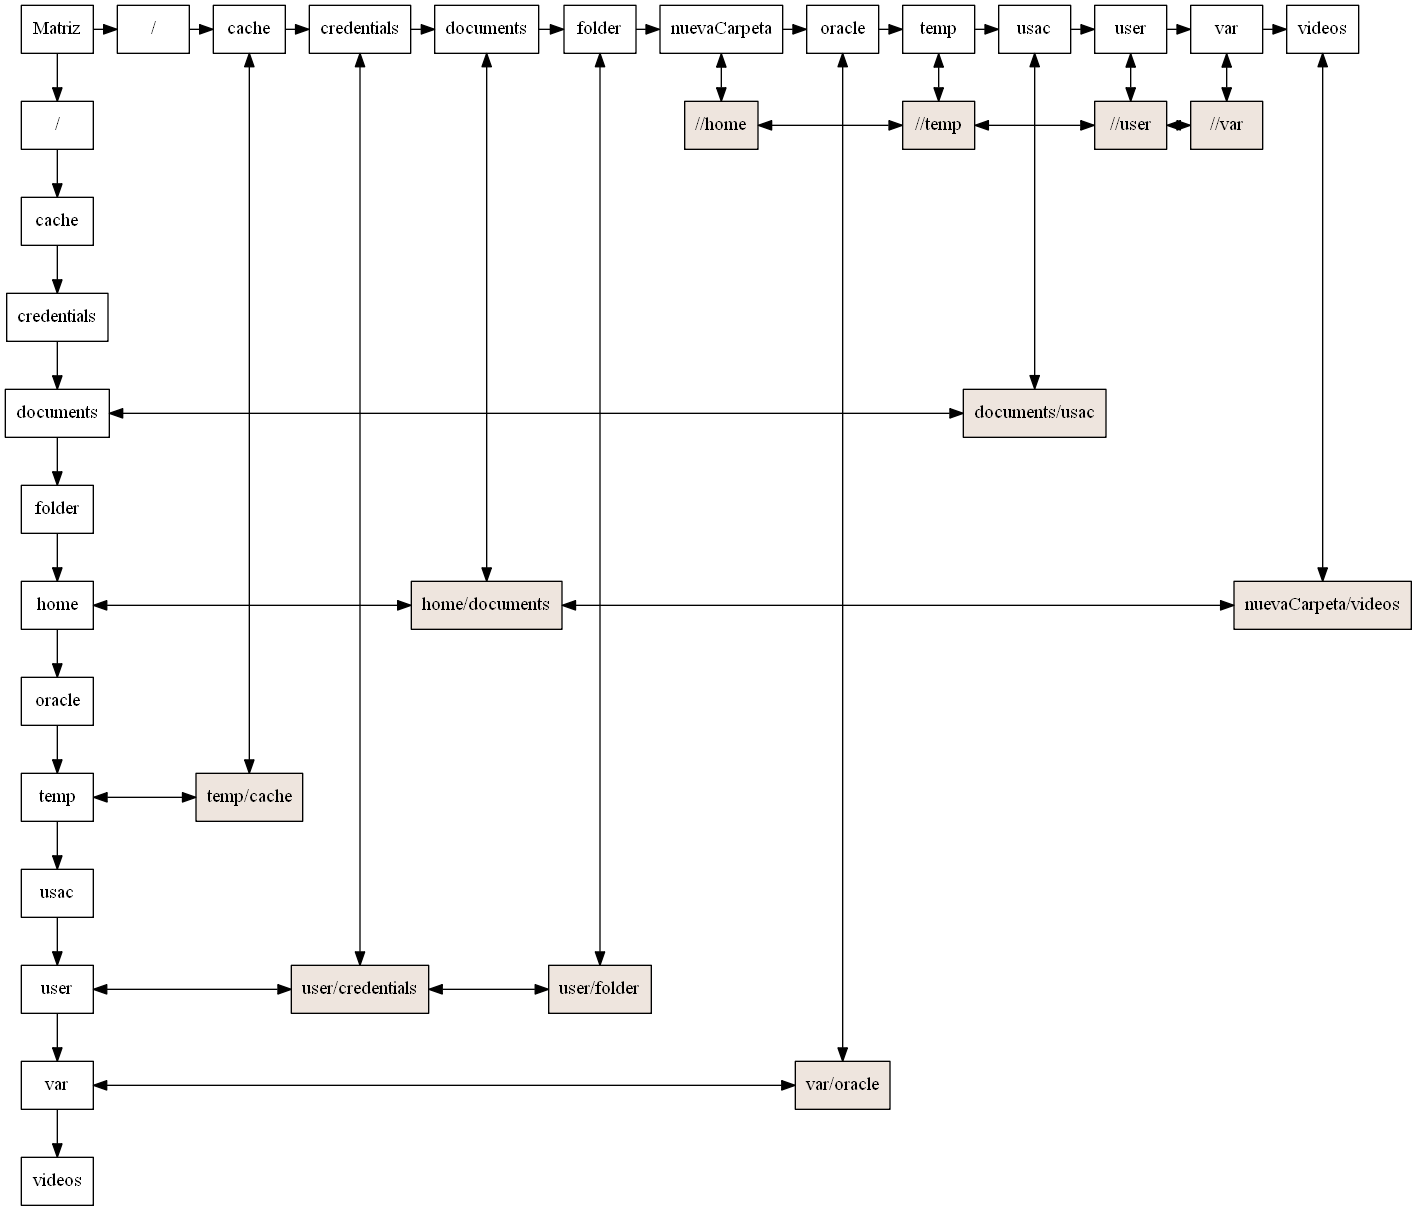 Matriz / cache credentials documents folder nuevaCarpeta oracle temp usac user var videos
/ //home //temp //user //var
cache
credentials
documents documents/usac
folder
home home/documents nuevaCarpeta/videos
oracle
temp temp/cache
usac
user user/credentials user/folder
var var/oracle
videos